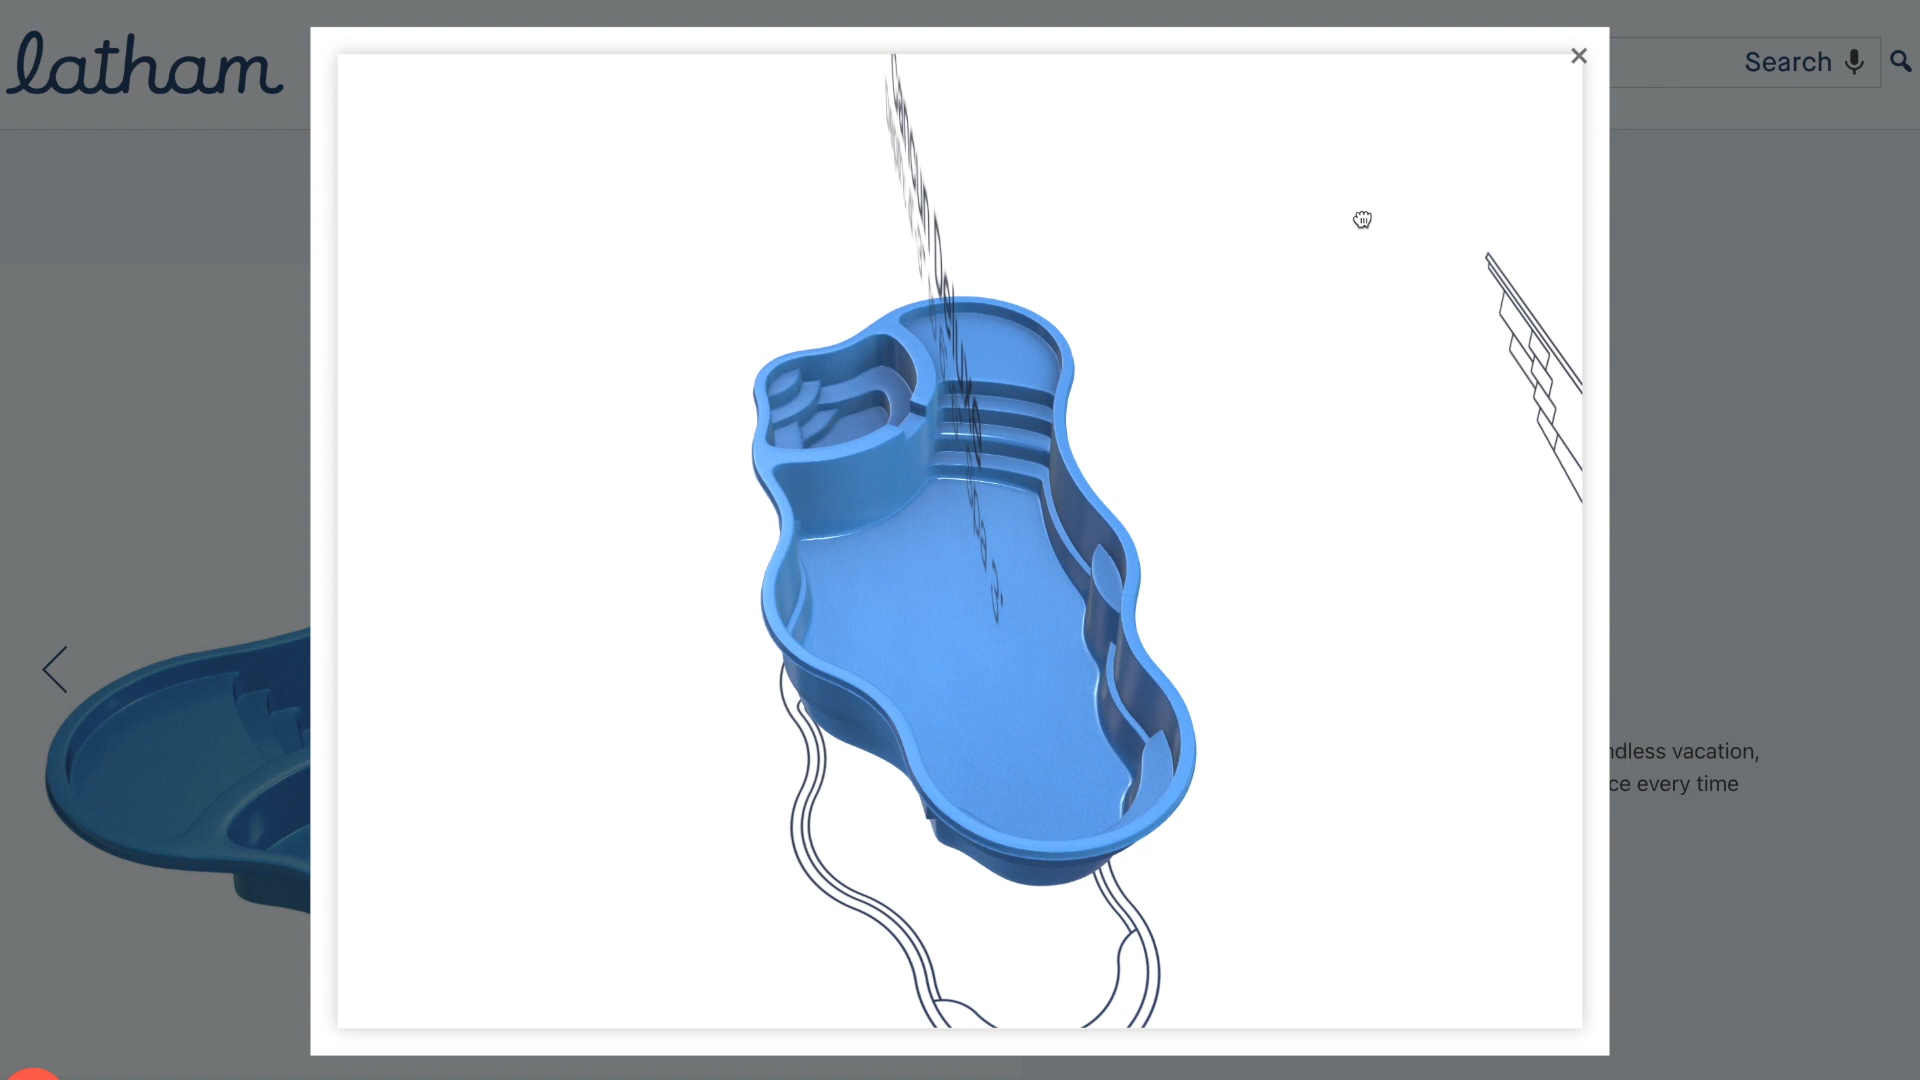 latham
Search
ndless vacation,
ce every time